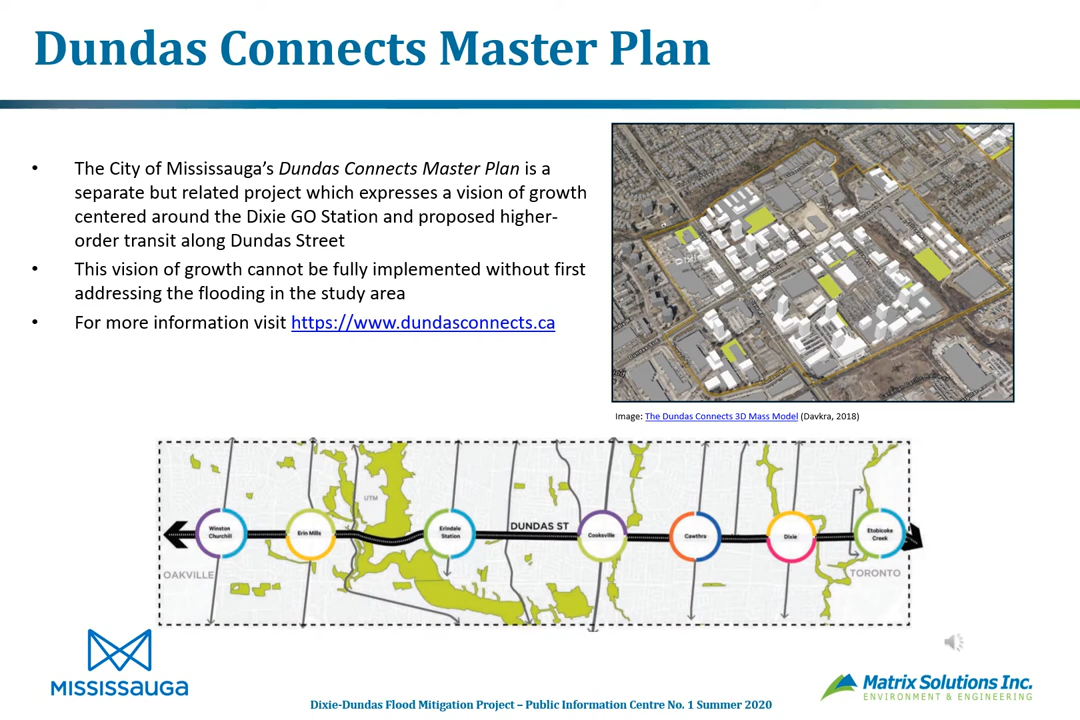 Dundas Connects Master Plan
• The City of Mississauga’s Dundas Connects Master Plan is a
separate but related project which expresses a vision of growth
centered around the Dixie GO Station and proposed higher-
order transit along Dundas Street
• This vision of growth cannot be fully implemented without first
addressing the flooding in the study area
• For more information visit https://www.dundasconnects.ca
Image: The Dundas Connects 3D Mass Model (Davkra, 2018)
UTM
Winston
Churchill
Erin Mills
Erindale
Station
DUNDAS ST
Cooksville
Cawthra
Dixie
Etobicoke
Creek
OAKVILLE
TORONTO
MISSISSAUGA
Matrix Solutions Inc.
ENVIRONMENT & ENGINEERING
Dixie-Dundas Flood Mitigation Project – Public Information Centre No. 1 Summer 2020